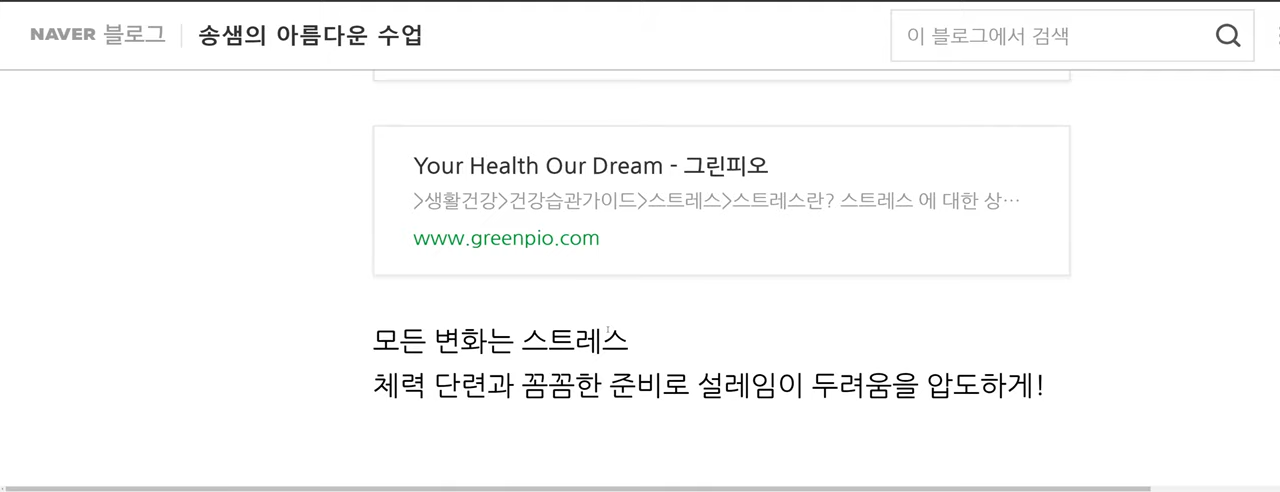 NAVER 블로그 송샘의 아름다운 수업 이 블로그에서 검색
Your Health Our Dream - 그린피오
>생활건강>건강습관가이드>스트레스>스트레스란? 스트레스 에 대한 상…
www.greenpio.com
모든 변화는 스트레스
체력 단련과 꼼꼼한 준비로 설레임이 두려움을 압도하게!